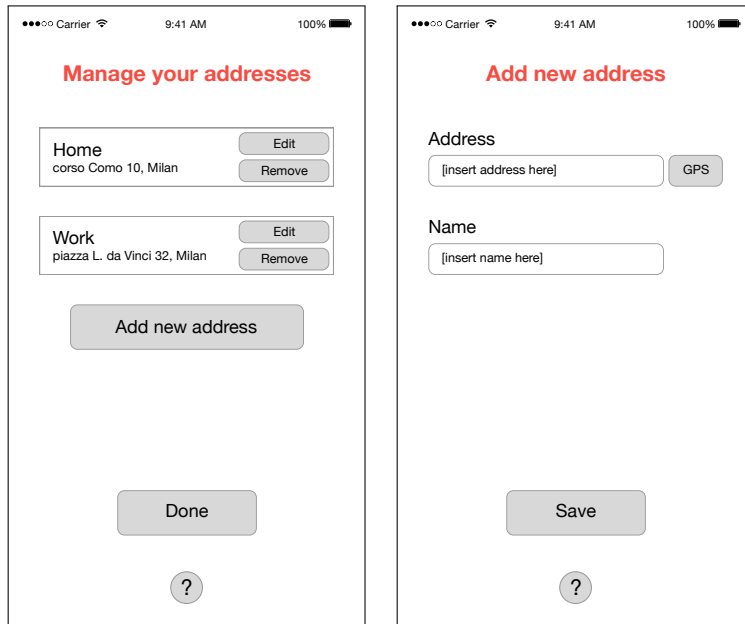 ●●●○○ Carrier 9:41 AM 100%
Manage your addresses
Home
corso Como 10, Milan
Edit
Remove
Work
piazza L. da Vinci 32, Milan
Edit
Remove
Add new address
Done
?
●●●○○ Carrier 9:41 AM 100%
Add new address
Address
[insert address here]
GPS
Name
[insert name here]
Save
?